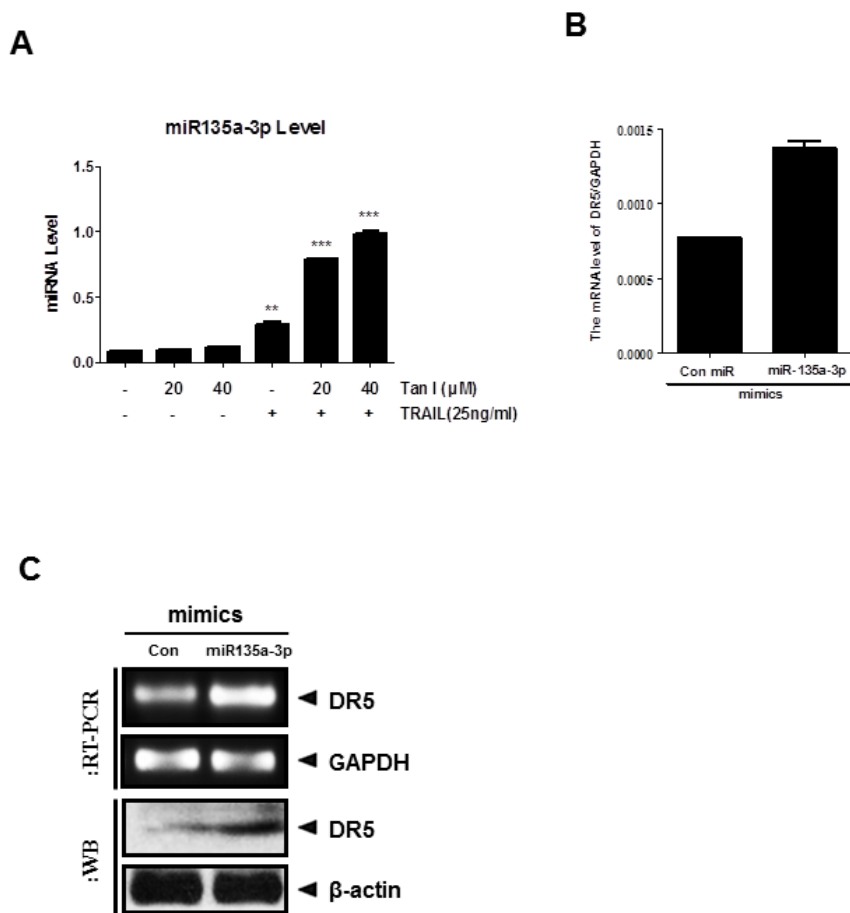 A
miR135a-3p Level
miRNA Level
1.5
1.0
0.5
0.0
** *** ***
- 20 40 - 20 40 Tan I (μM)
- - - + + + TRAIL(25ng/ml)
B
The mRNA level of DR5/GAPDH
0.0015
0.0010
0.0005
0.0000
Con miR miR-135a-3p
mimics
C
mimics
Con miR135a-3p
:RT-PCR
DR5
GAPDH
:WB
DR5
β-actin